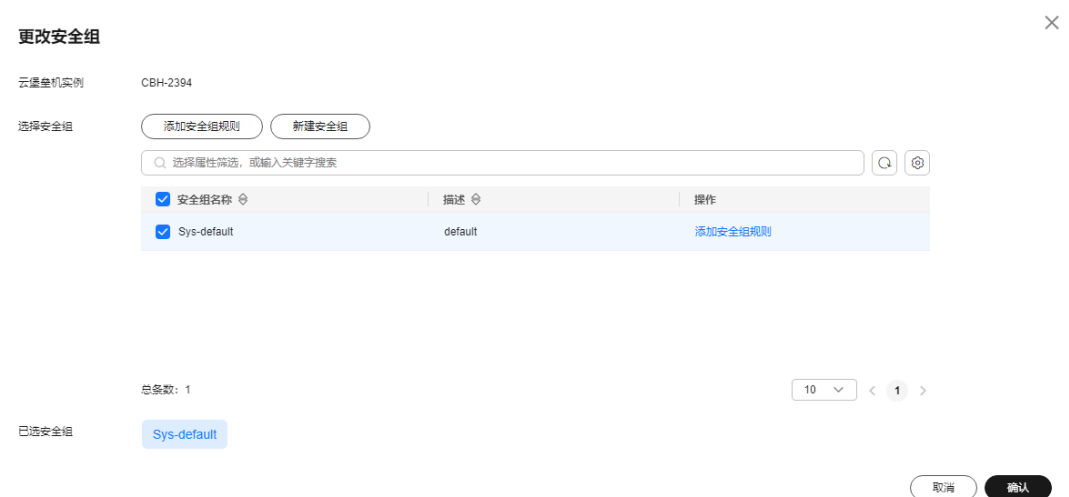 更改安全组
云堡垒机实例 CBH-2394
选择安全组 添加安全组规则 新建安全组
选择属性筛选，或输入关键字搜索
安全组名称 描述 操作
Sys-default default 添加安全组规则
总条数：1 10 1
已选安全组 Sys-default
取消 确认